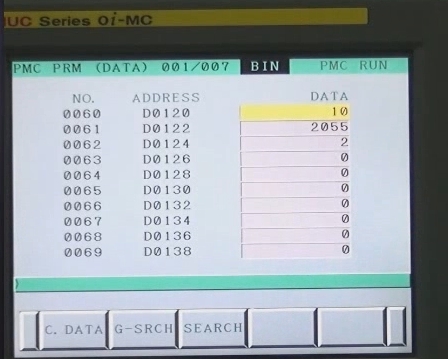 UC Series 0i-MC
PMC PRM (DATA) 001/007 BIN PMC RUN
NO. ADDRESS DATA
0060 D0120 10
0061 D0122 2055
0062 D0124 2
0063 D0126 0
0064 D0128 0
0065 D0130 0
0066 D0132 0
0067 D0134 0
0068 D0136 0
0069 D0138 0
)
C. DATA G-SRCH SEARCH